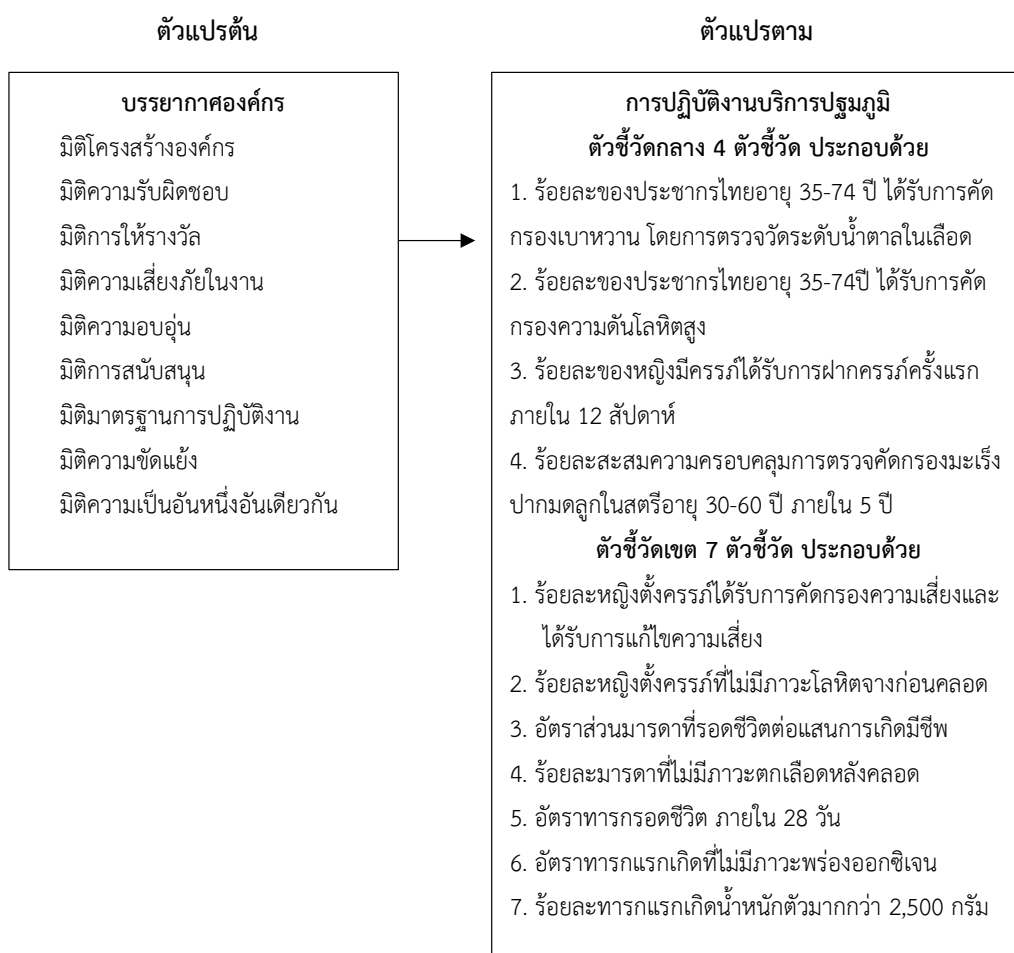 ตัวแปรต้น
ตัวแปรตาม
บรรยากาศองค์กร
มิติโครงสร้างองค์กร
มิติความรับผิดชอบ
มิติการให้รางวัล
มิติความเสี่ยงภัยในงาน
มิติความอบอุ่น
มิติการสนับสนุน
มิติมาตรฐานการปฏิบัติงาน
มิติความขัดแย้ง
มิติความเป็นอันหนึ่งอันเดียวกัน
การปฏิบัติงานบริการปฐมภูมิ
ตัวชี้วัดกลาง 4 ตัวชี้วัด ประกอบด้วย
1. ร้อยละของประชากรไทยอายุ 35-74 ปี ได้รับการคัด
กรองเบาหวาน โดยการตรวจวัดระดับน้ำตาลในเลือด
2. ร้อยละของประชากรไทยอายุ 35-74ปี ได้รับการคัด
กรองความดันโลหิตสูง
3. ร้อยละของหญิงมีครรภ์ได้รับการฝากครรภ์ครั้งแรก
ภายใน 12 สัปดาห์
4. ร้อยละสะสมความครอบคลุมการตรวจคัดกรองมะเร็ง
ปากมดลูกในสตรีอายุ 30-60 ปี ภายใน 5 ปี
ตัวชี้วัดเขต 7 ตัวชี้วัด ประกอบด้วย
1. ร้อยละหญิงตั้งครรภ์ได้รับการคัดกรองความเสี่ยงและ
ได้รับการแก้ไขความเสี่ยง
2. ร้อยละหญิงตั้งครรภ์ที่ไม่มีภาวะโลหิตจางก่อนคลอด
3. อัตราส่วนมารดาที่รอดชีวิตต่อแสนการเกิดมีชีพ
4. ร้อยละมารดาที่ไม่มีภาวะตกเลือดหลังคลอด
5. อัตราทารกรอดชีวิต ภายใน 28 วัน
6. อัตราทารกแรกเกิดที่ไม่มีภาวะพร่องออกซิเจน
7. ร้อยละทารกแรกเกิดน้ำหนักตัวมากกว่า 2,500 กรัม